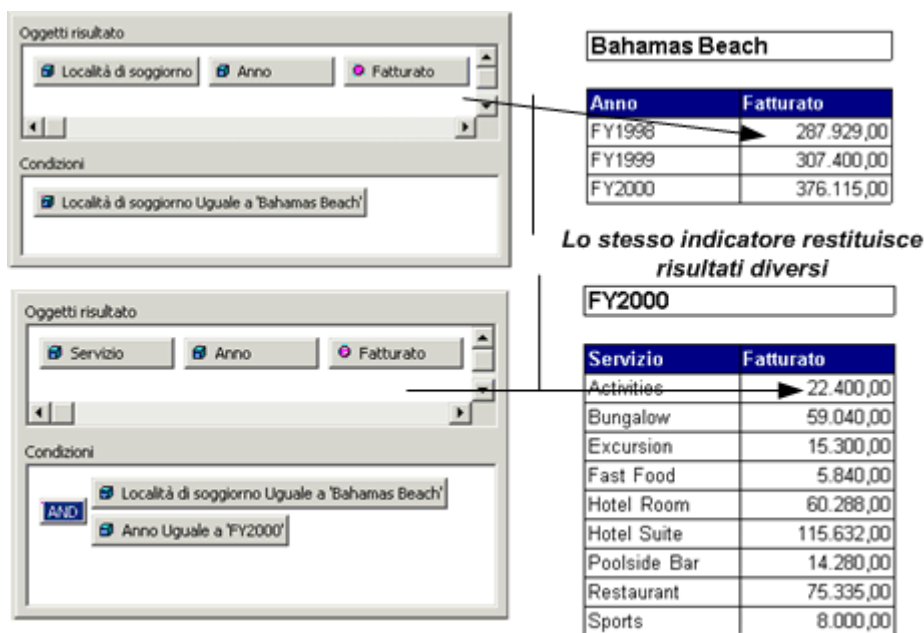 Oggetti risultato
Località di soggiorno Anno Fatturato
Condizioni
Località di soggiorno Uguale a 'Bahamas Beach'
Bahamas Beach
Anno Fatturato
FY1998 287.929,00
FY1999 307.400,00
FY2000 376.115,00
Lo stesso indicatore restituisce
risultati diversi
Oggetti risultato
Servizio Anno Fatturato
Condizioni
AND
Località di soggiorno Uguale a 'Bahamas Beach'
Anno Uguale a 'FY2000'
FY2000
Servizio Fatturato
Activities 22.400,00
Bungalow 59.040,00
Excursion 15.300,00
Fast Food 5.840,00
Hotel Room 60.288,00
Hotel Suite 115.632,00
Poolside Bar 14.280,00
Restaurant 75.335,00
Sports 8.000,00